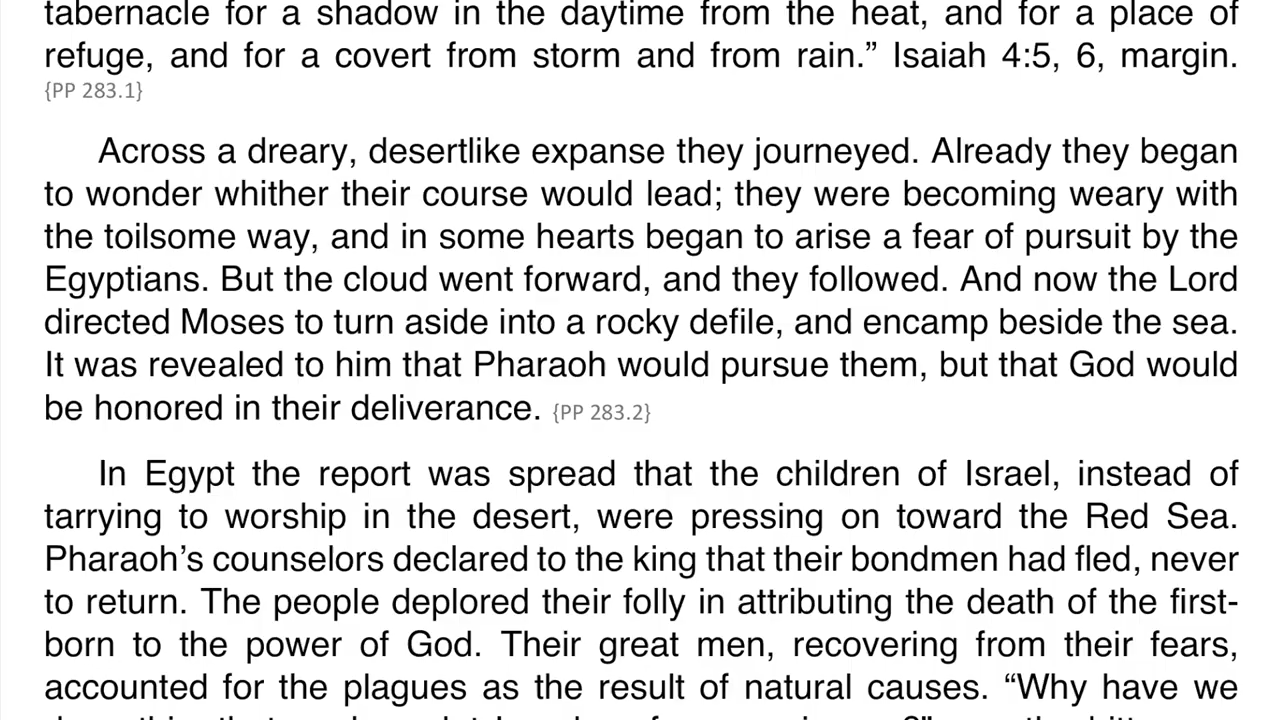 tabernacle for a shadow in the daytime from the heat, and for a place of
refuge, and for a covert from storm and from rain.” Isaiah 4:5, 6, margin.
{PP 283.1}
Across a dreary, desertlike expanse they journeyed. Already they began
to wonder whither their course would lead; they were becoming weary with
the toilsome way, and in some hearts began to arise a fear of pursuit by the
Egyptians. But the cloud went forward, and they followed. And now the Lord
directed Moses to turn aside into a rocky defile, and encamp beside the sea.
It was revealed to him that Pharaoh would pursue them, but that God would
be honored in their deliverance. {PP 283.2}
In Egypt the report was spread that the children of Israel, instead of
tarrying to worship in the desert, were pressing on toward the Red Sea.
Pharaoh’s counselors declared to the king that their bondmen had fled, never
to return. The people deplored their folly in attributing the death of the first-
born to the power of God. Their great men, recovering from their fears,
accounted for the plagues as the result of natural causes. “Why have we